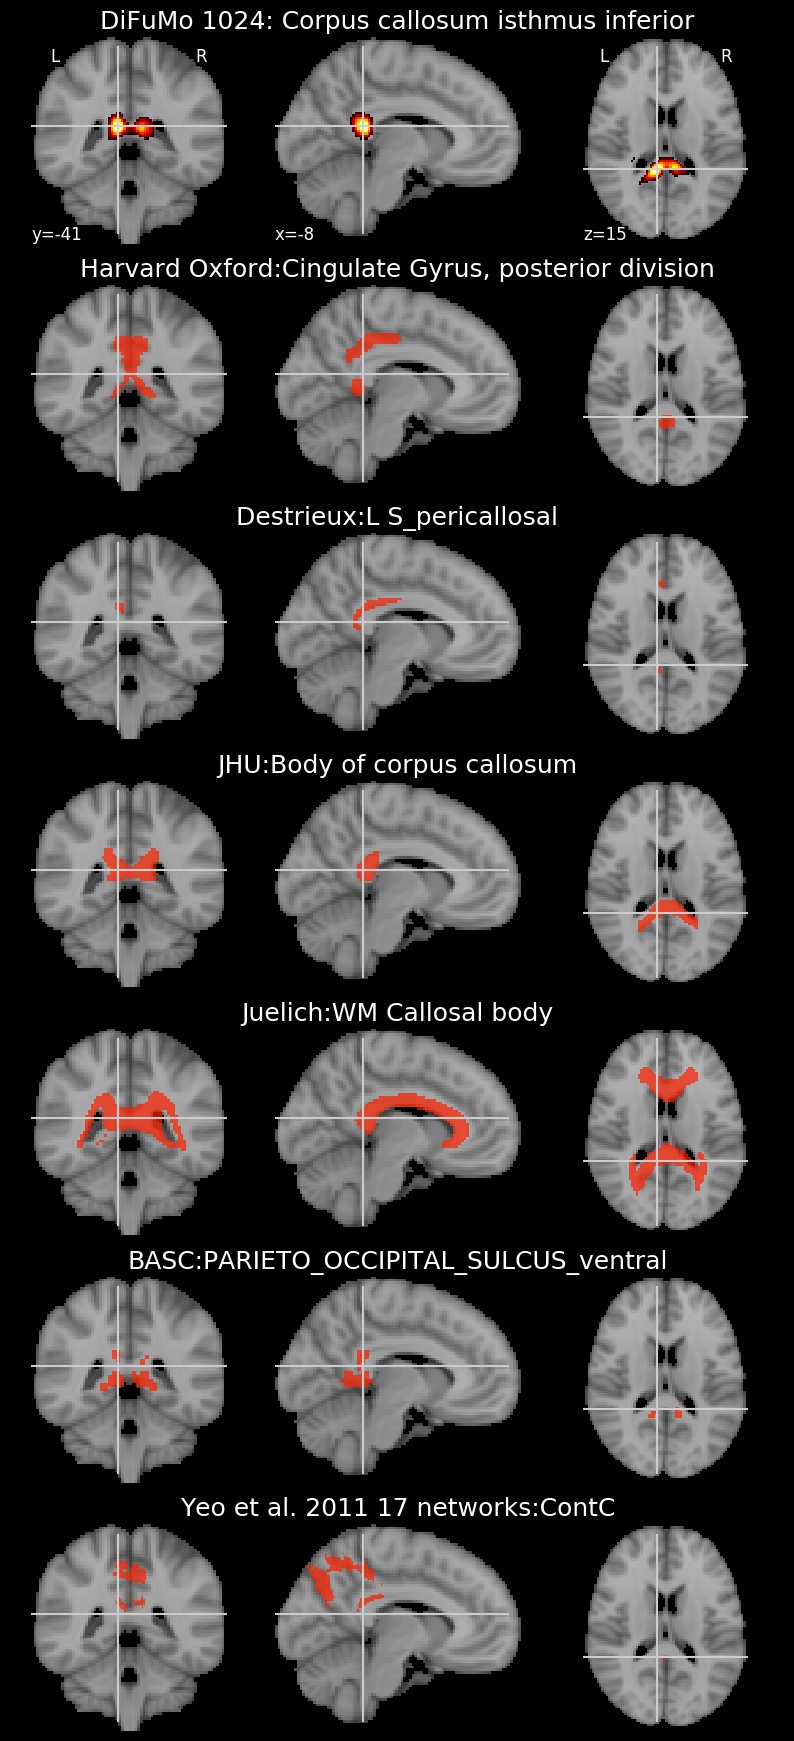 DiFuMo 1024: Corpus callosum isthmus inferior
L R L R
y=-41 x=-8 z=15
Harvard Oxford:Cingulate Gyrus, posterior division
Destrieux:L S_pericallosal
JHU:Body of corpus callosum
Juelich:WM Callosal body
BASC:PARIETO_OCCIPITAL_SULCUS_ventral
Yeo et al. 2011 17 networks:ContC